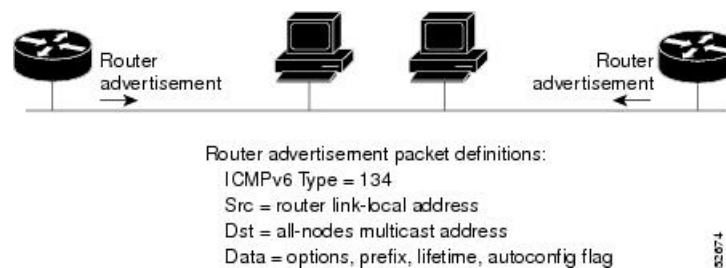 Router
advertisement
Router
advertisement
Router advertisement packet definitions:
ICMPv6 Type = 134
Src = router link-local address
Dst = all-nodes multicast address
Data = options, prefix, lifetime, autoconfig flag